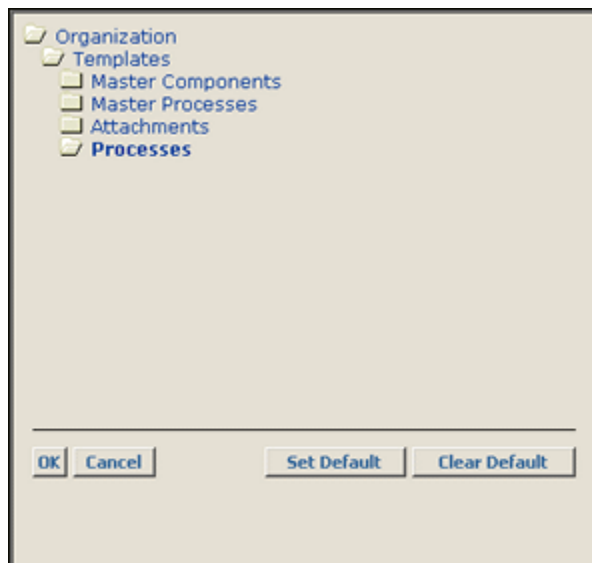 Organization
Templates
Master Components
Master Processes
Attachments
Processes
OK Cancel Set Default Clear Default